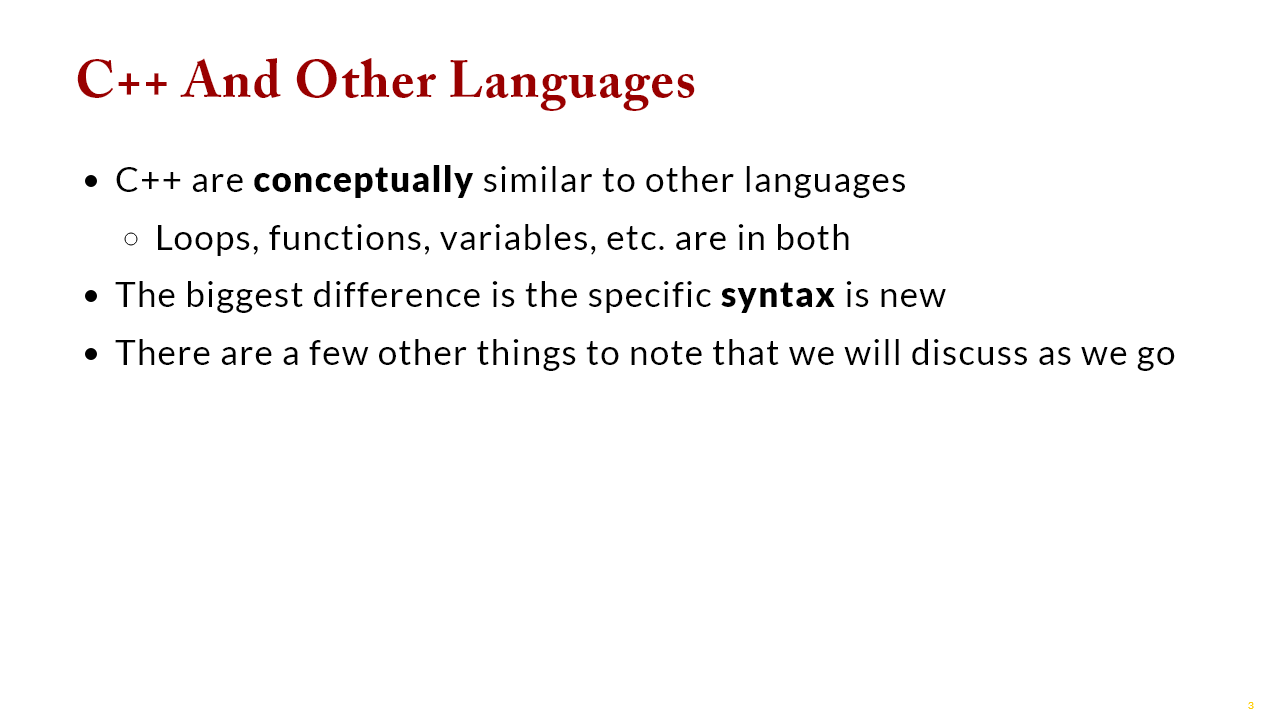 C++ And Other Languages
• C++ are conceptually similar to other languages
○ Loops, functions, variables, etc. are in both
• The biggest difference is the specific syntax is new
• There are a few other things to note that we will discuss as we go
3